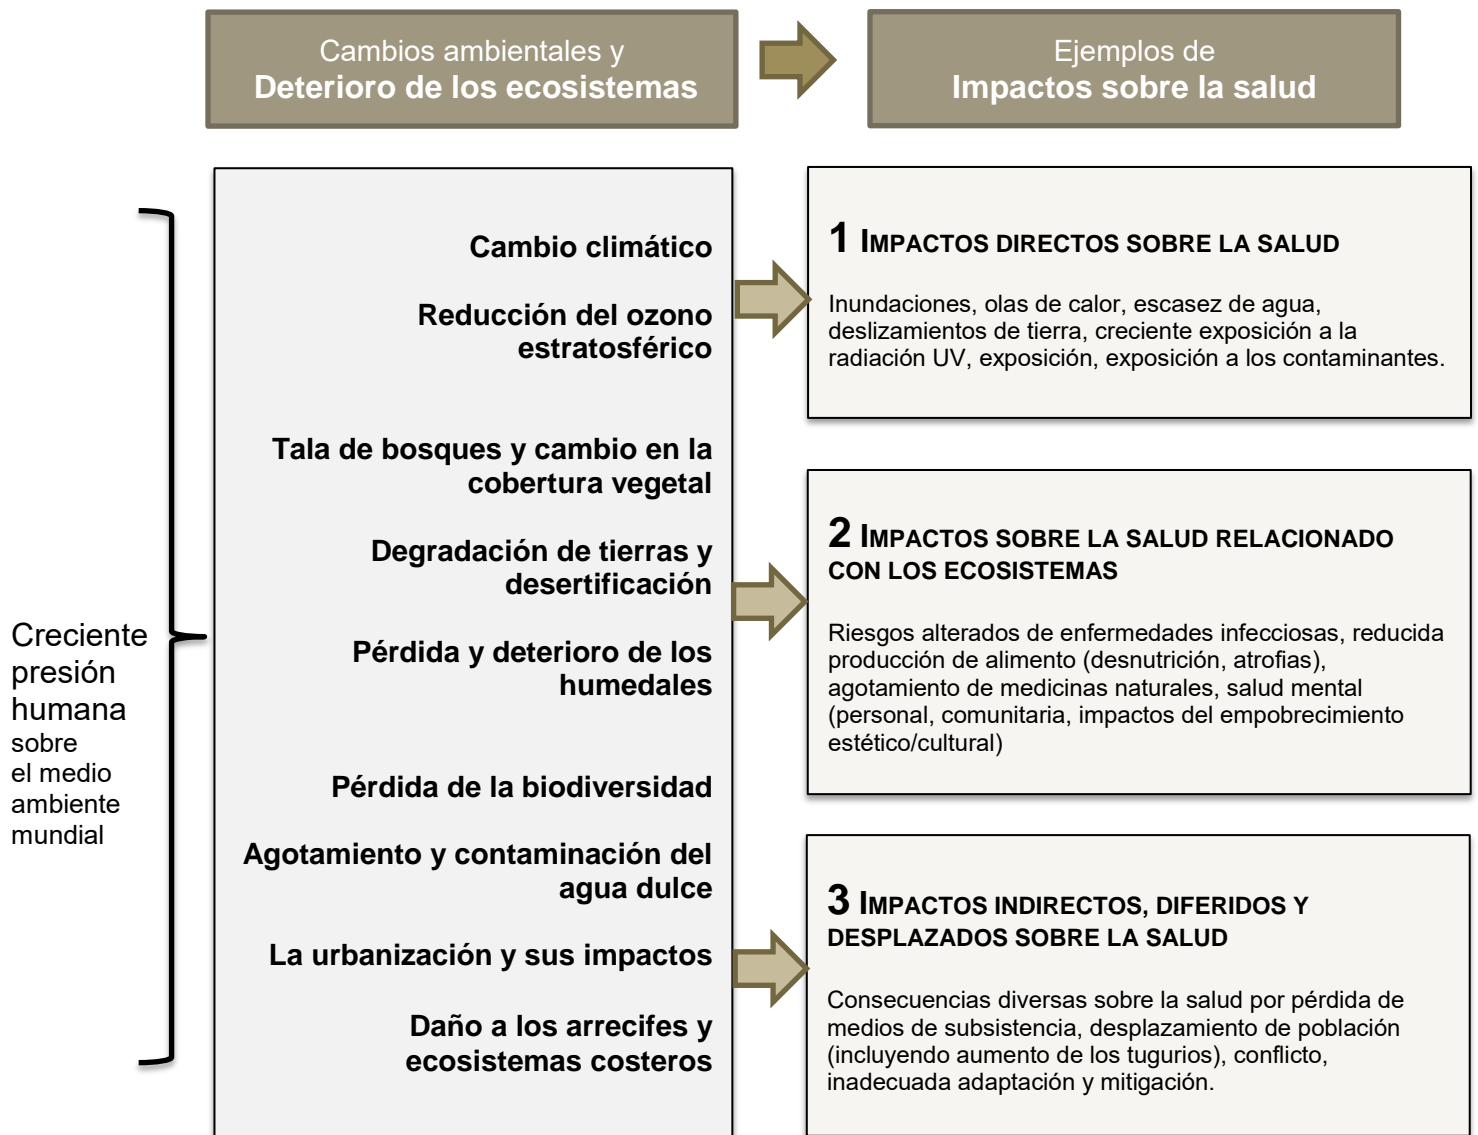 Cambios ambientales y
Deterioro de los ecosistemas
Ejemplos de
Impactos sobre la salud
Creciente
presión
humana
sobre
el medio
ambiente
mundial
Cambio climático
Reducción del ozono
estratosférico
Tala de bosques y cambio en la
cobertura vegetal
Degradación de tierras y
desertificación
Pérdida y deterioro de los
humedales
Pérdida de la biodiversidad
Agotamiento y contaminación del
agua dulce
La urbanización y sus impactos
Daño a los arrecifes y
ecosistemas costeros
1 IMPACTOS DIRECTOS SOBRE LA SALUD
Inundaciones, olas de calor, escasez de agua,
deslizamientos de tierra, creciente exposición a la
radiación UV, exposición, exposición a los contaminantes.
2 IMPACTOS SOBRE LA SALUD RELACIONADO
CON LOS ECOSISTEMAS
Riesgos alterados de enfermedades infecciosas, reducida
producción de alimento (desnutrición, atrofias),
agotamiento de medicinas naturales, salud mental
(personal, comunitaria, impactos del empobrecimiento
estético/cultural)
3 IMPACTOS INDIRECTOS, DIFERIDOS Y
DESPLAZADOS SOBRE LA SALUD
Consecuencias diversas sobre la salud por pérdida de
medios de subsistencia, desplazamiento de población
(incluyendo aumento de los tugurios), conflicto,
inadecuada adaptación y mitigación.